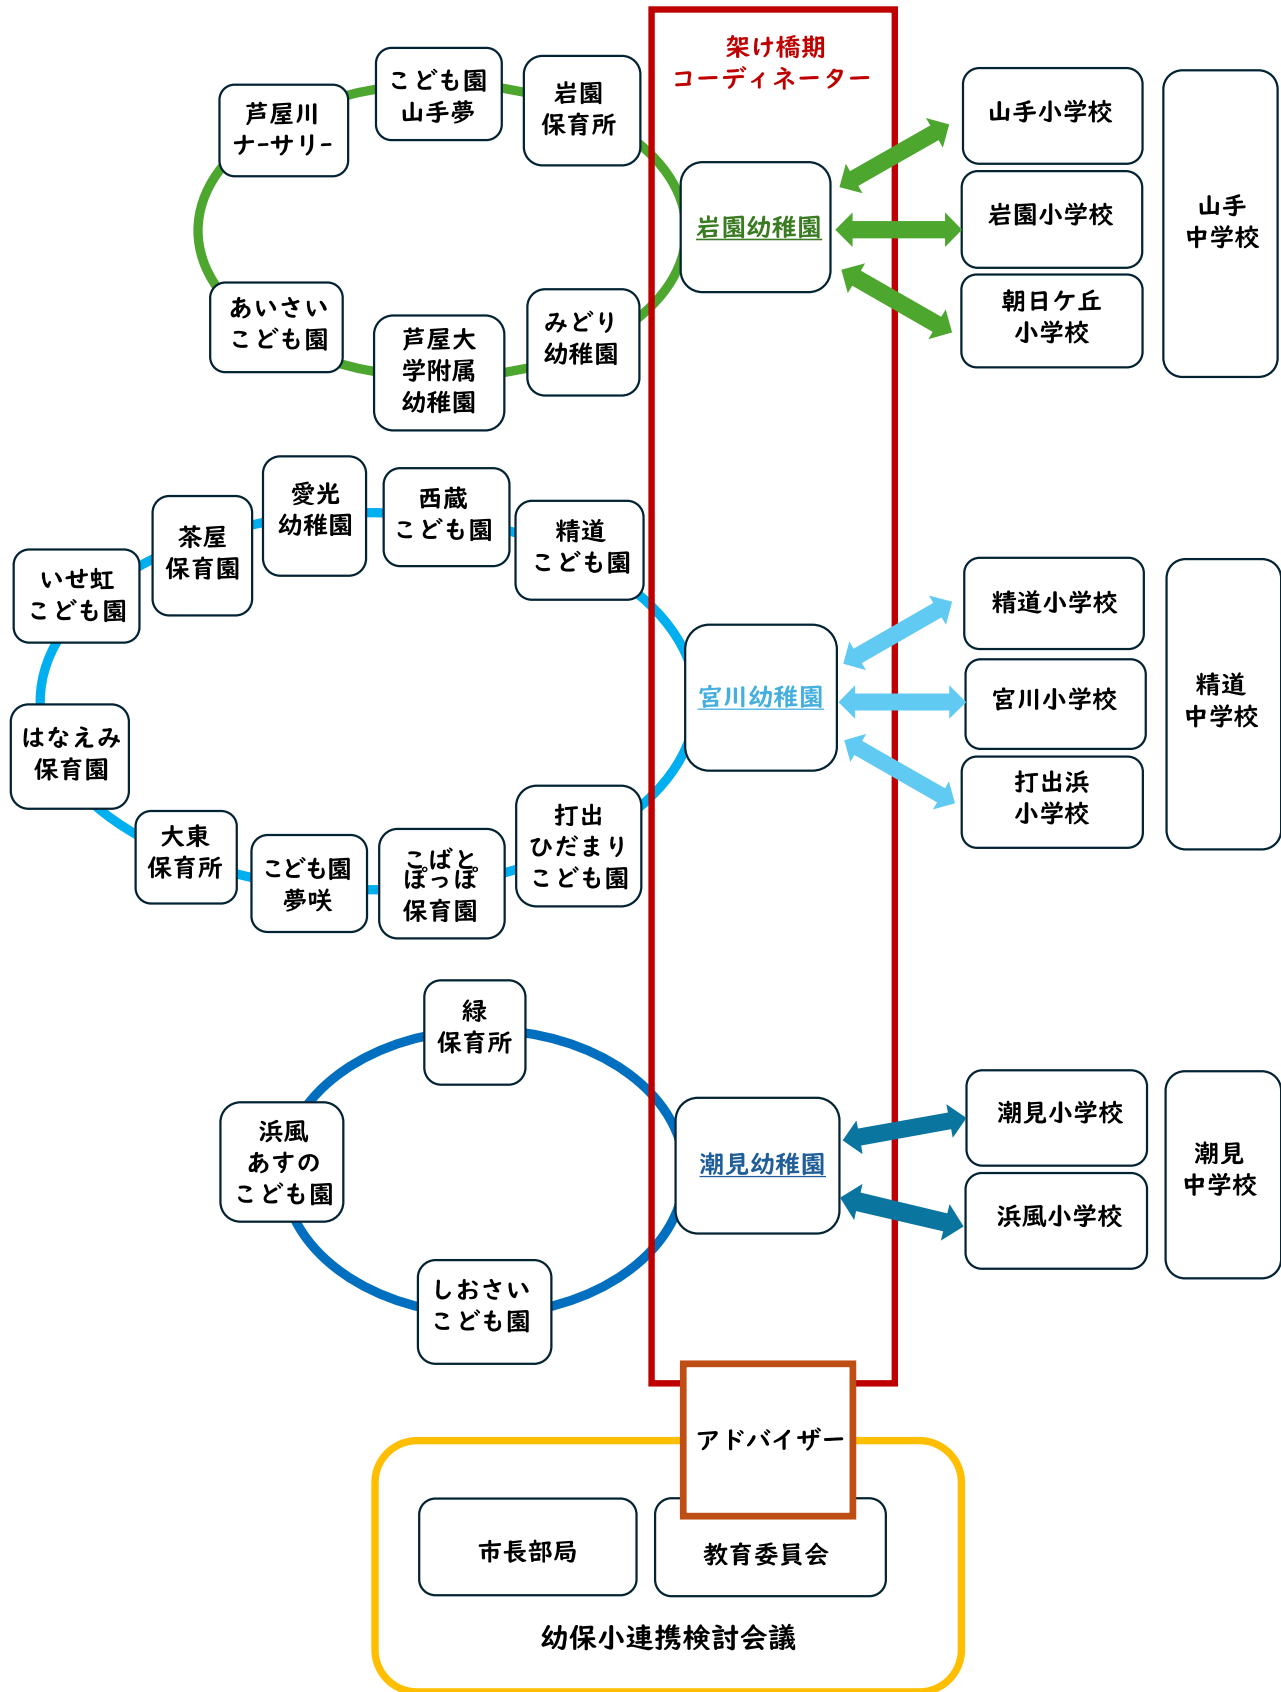 架け橋期
コーディネーター
芦屋川
ナーサリー
こども園
山手夢
岩園
保育所
あいさい
こども園
芦屋大
学附属
幼稚園
みどり
幼稚園
岩園幼稚園
山手小学校
岩園小学校
朝日ケ丘
小学校
山手
中学校
いせ虹
こども園
茶屋
保育園
愛光
幼稚園
西蔵
こども園
精道
こども園
はなえみ
保育園
大東
保育所
こども園
夢咲
こばと
ぽっぽ
保育園
打出
ひだまり
こども園
宮川幼稚園
精道小学校
宮川小学校
打出浜
小学校
精道
中学校
緑
保育所
浜風
あすの
こども園
しおさい
こども園
潮見幼稚園
潮見小学校
浜風小学校
潮見
中学校
アドバイザー
市長部局
教育委員会
幼保小連携検討会議